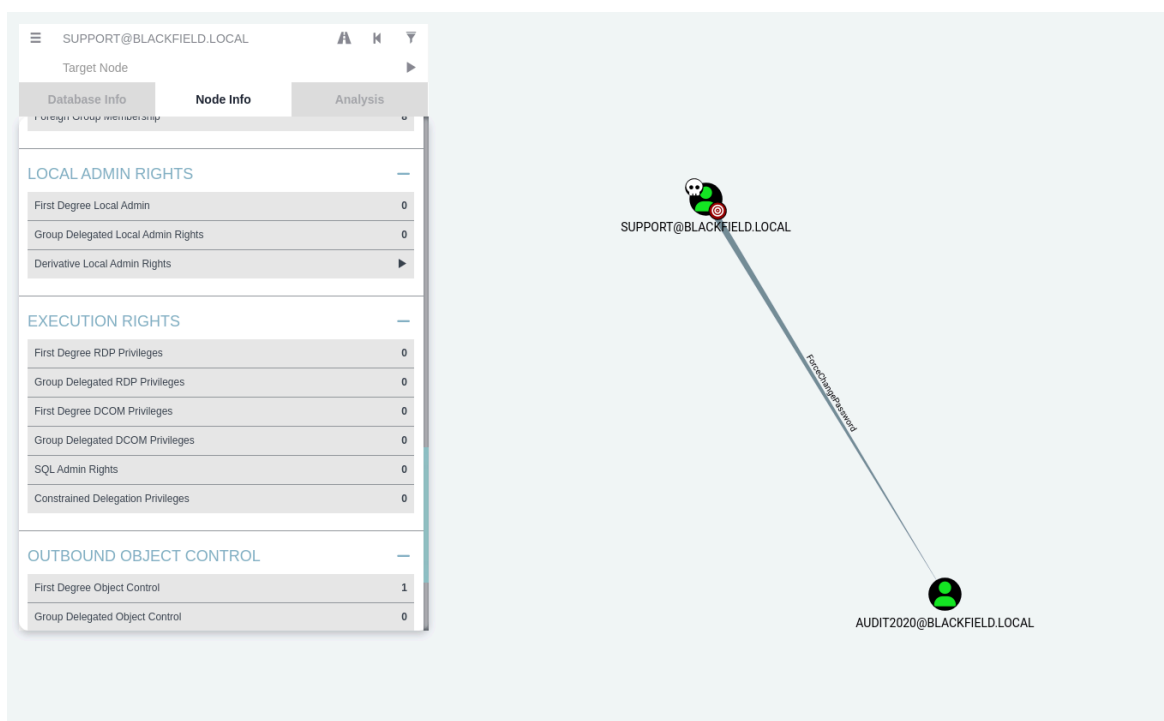 SUPPORT@BLACKFIELD.LOCAL
Target Node
Database Info Node Info Analysis
Foreign Group Membership 8
LOCAL ADMIN RIGHTS
First Degree Local Admin 0
Group Delegated Local Admin Rights 0
Derivative Local Admin Rights
EXECUTION RIGHTS
First Degree RDP Privileges 0
Group Delegated RDP Privileges 0
First Degree DCOM Privileges 0
Group Delegated DCOM Privileges 0
SQL Admin Rights 0
Constrained Delegation Privileges 0
OUTBOUND OBJECT CONTROL
First Degree Object Control 1
Group Delegated Object Control 0
SUPPORT@BLACKFIELD.LOCAL
ForceChangePassword
AUDIT2020@BLACKFIELD.LOCAL